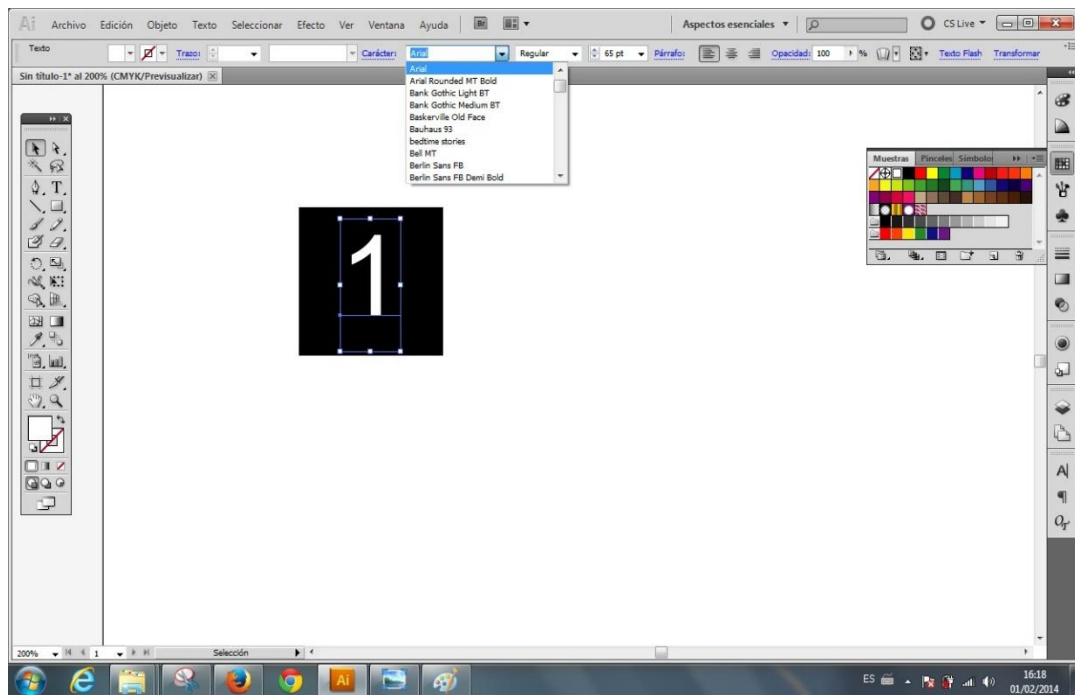 Ai Archivo Edición Objeto Texto Seleccionar Efecto Ver Ventana Ayuda Br Aspectos esenciales CS Live
Texto Trazo: Carácter: Arial Regular 65 pt Párrafo: Opacidad: 100 % Texto Flash Transformar
Sin título-1* al 200% (CMYK/Previsualizar)
Arial
Arial Rounded MT Bold
Bank Gothic Light BT
Bank Gothic Medium BT
Baskerville Old Face
Bauhaus 93
bedtime stories
Bell MT
Berlin Sans FB
Berlin Sans FB Demi Bold
Muestras Pinceles Símbolos
1
200% 1 Selección
Ai ES 16:18
01/02/2014